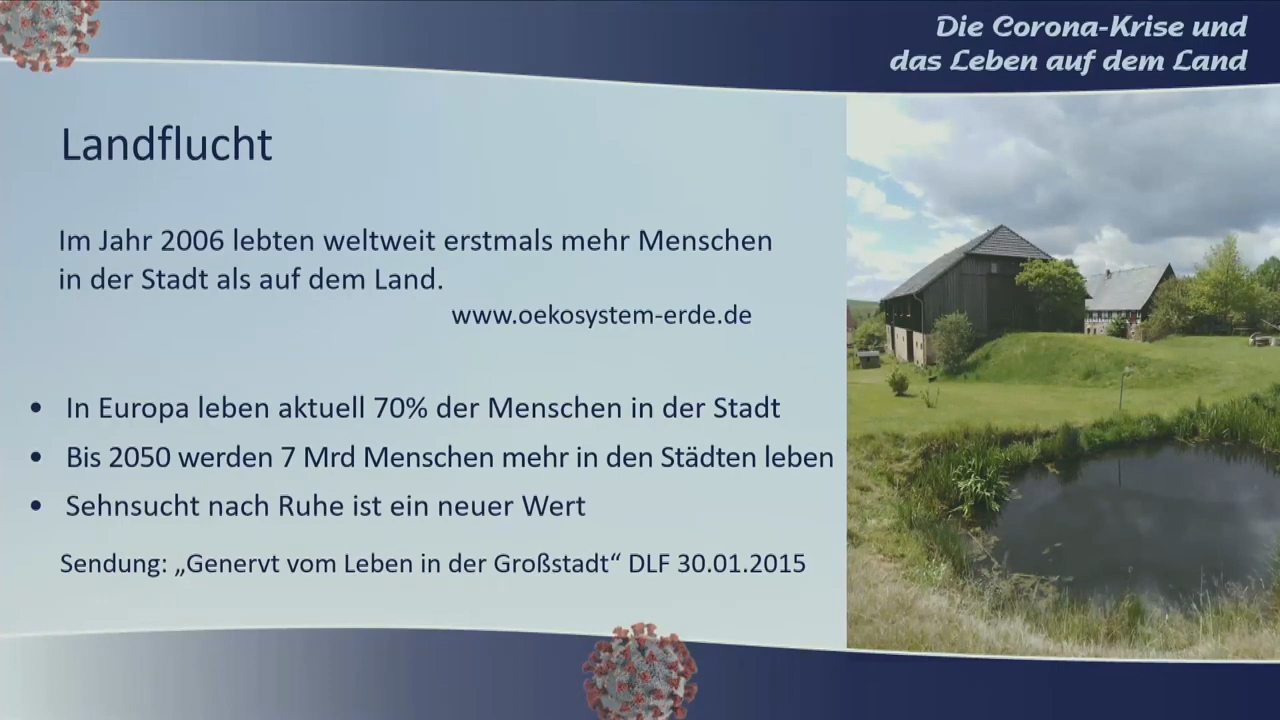 Die Corona-Krise und
das Leben auf dem Land
Landflucht
Im Jahr 2006 lebten weltweit erstmals mehr Menschen
in der Stadt als auf dem Land.
www.oekosystem-erde.de
• In Europa leben aktuell 70% der Menschen in der Stadt
• Bis 2050 werden 7 Mrd Menschen mehr in den Städten leben
• Sehnsucht nach Ruhe ist ein neuer Wert
Sendung: „Genervt vom Leben in der Großstadt“ DLF 30.01.2015